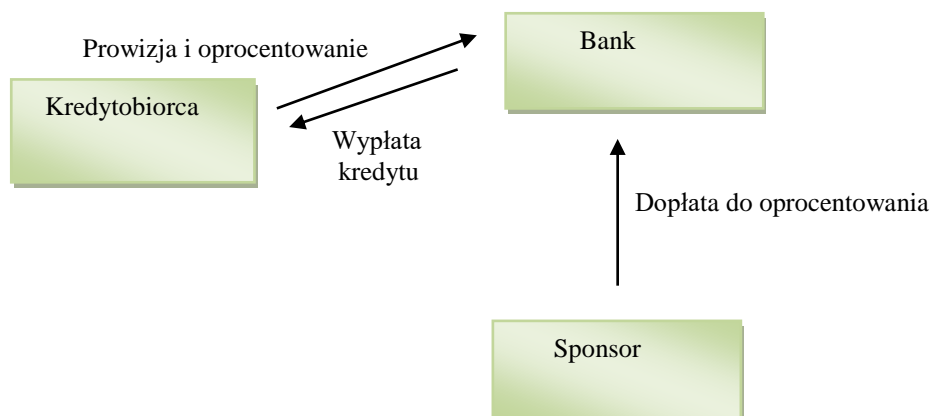 Prowizja i oprocentowanie
Bank
Kredytobiorca
Wypłata
kredytu
Dopłata do oprocentowania
Sponsor